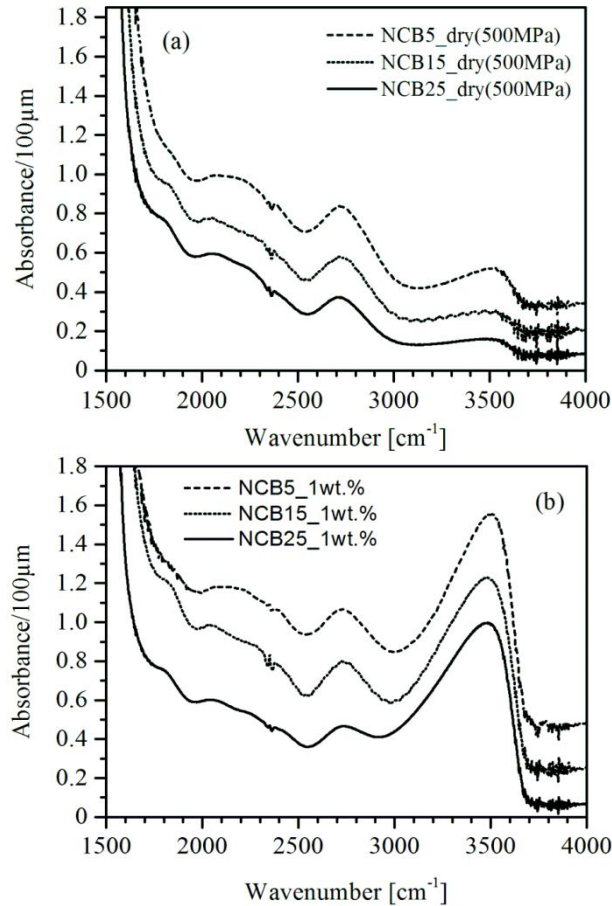 1.8
(a)
NCB5_dry(500MPa)
1.6
NCB15_dry(500MPa)
1.4
NCB25_dry(500MPa)
1.2
1.0
0.8
0.6
0.4
0.2
0
Absorbance/100µm
1500 2000 2500 3000 3500 4000
Wavenumber [cm⁻¹]
1.8
NCB5_1wt.%
(b)
1.6
NCB15_1wt.%
1.4
NCB25_1wt.%
1.2
1.0
0.8
0.6
0.4
0.2
0
Absorbance/100µm
1500 2000 2500 3000 3500 4000
Wavenumber [cm⁻¹]